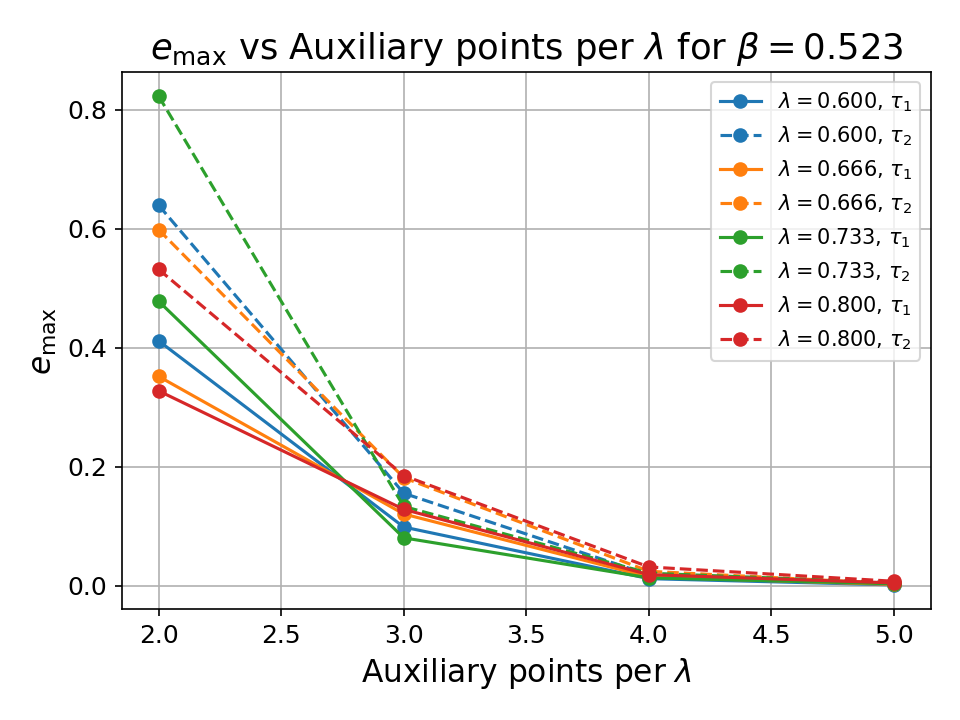 e_max vs Auxiliary points per λ for β = 0.523
e_max
0.8
0.6
0.4
0.2
0.0
λ = 0.600, τ₁
λ = 0.600, τ₂
λ = 0.666, τ₁
λ = 0.666, τ₂
λ = 0.733, τ₁
λ = 0.733, τ₂
λ = 0.800, τ₁
λ = 0.800, τ₂
2.0 2.5 3.0 3.5 4.0 4.5 5.0
Auxiliary points per λ